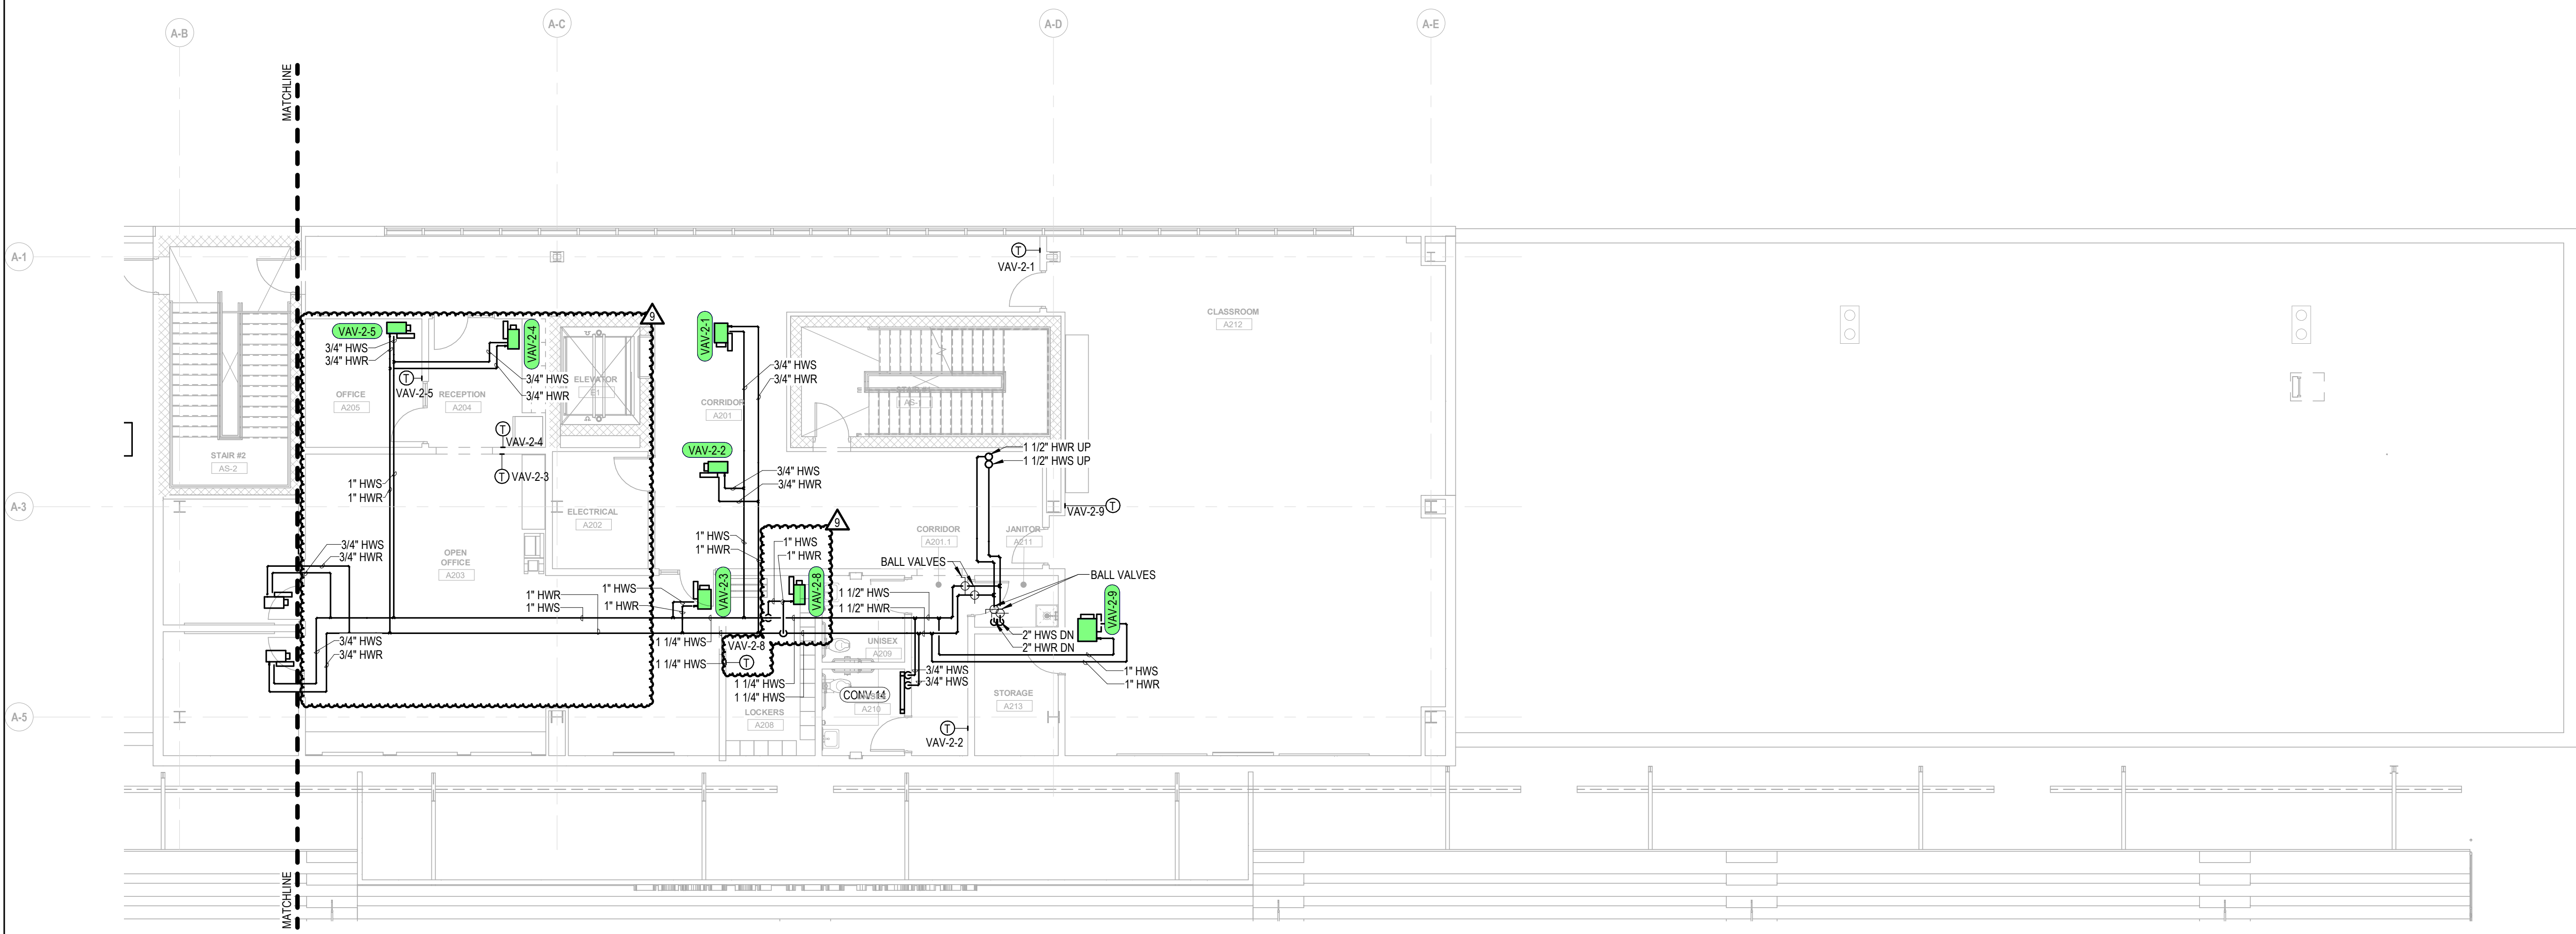 A-B
A-C
A-D
A-E
MATCHLINE
A-1
A-3
A-5
VAV-2-1
CLASSROOM
A212
9
VAV-2-5
3/4" HWS
3/4" HWR
T
VAV-2-5
VAV-2-4
3/4" HWS
3/4" HWR
OFFICE
A205
RECEPTION
A204
ELEVATOR
E1
T
VAV-2-4
T
VAV-2-3
VAV-2-1
T
3/4" HWS
3/4" HWR
CORRIDOR
A201
AS-1
VAV-2-2
3/4" HWS
3/4" HWR
1 1/2" HWR UP
1 1/2" HWS UP
STAIR #2
AS-2
1" HWS
1" HWR
ELECTRICAL
A202
VAV-2-9
T
9
CORRIDOR
A201.1
JANITOR
A211
1" HWS
1" HWR
1" HWS
1" HWR
3/4" HWS
3/4" HWR
OPEN
OFFICE
A203
BALL VALVES
BALL VALVES
1" HWR
1" HWS
1" HWS
1" HWR
VAV-2-3
VAV-2-8
1 1/2" HWS
1 1/2" HWR
VAV-2-9
2" HWS DN
2" HWR DN
3/4" HWS
3/4" HWR
1 1/4" HWS
VAV-2-8
1 1/4" HWS
T
UNISEX
A209
3/4" HWS
3/4" HWS
1" HWS
1" HWR
1 1/4" HWS
1 1/4" HWS
CONV-14
A210
STORAGE
A213
LOCKERS
A208
T
VAV-2-2
MATCHLINE